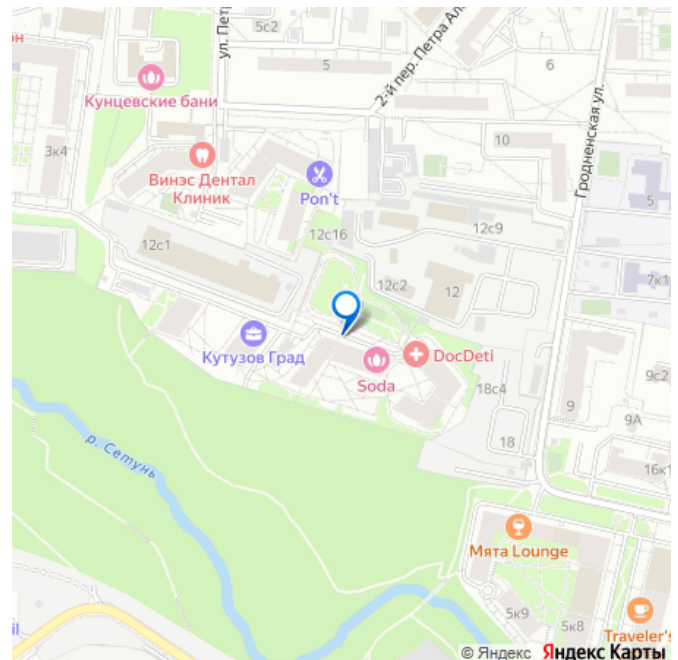 он
5с2
ул. Петр
5
2-й пер. Петра Ал
6
Кунцевские бани
Гродненская ул.
3к4
10
Винэс Дентал
Клиник
Pon't
5
12с16
12с9
12с1
12с2
12
7к1
Кутузов Град
DocDeti
Soda
18с4
9с2
9
9А
18
р. Сетунь
16к1
Мята Lounge
5к9
5к8
il
Traveler's
© Яндекс Яндекс Карты